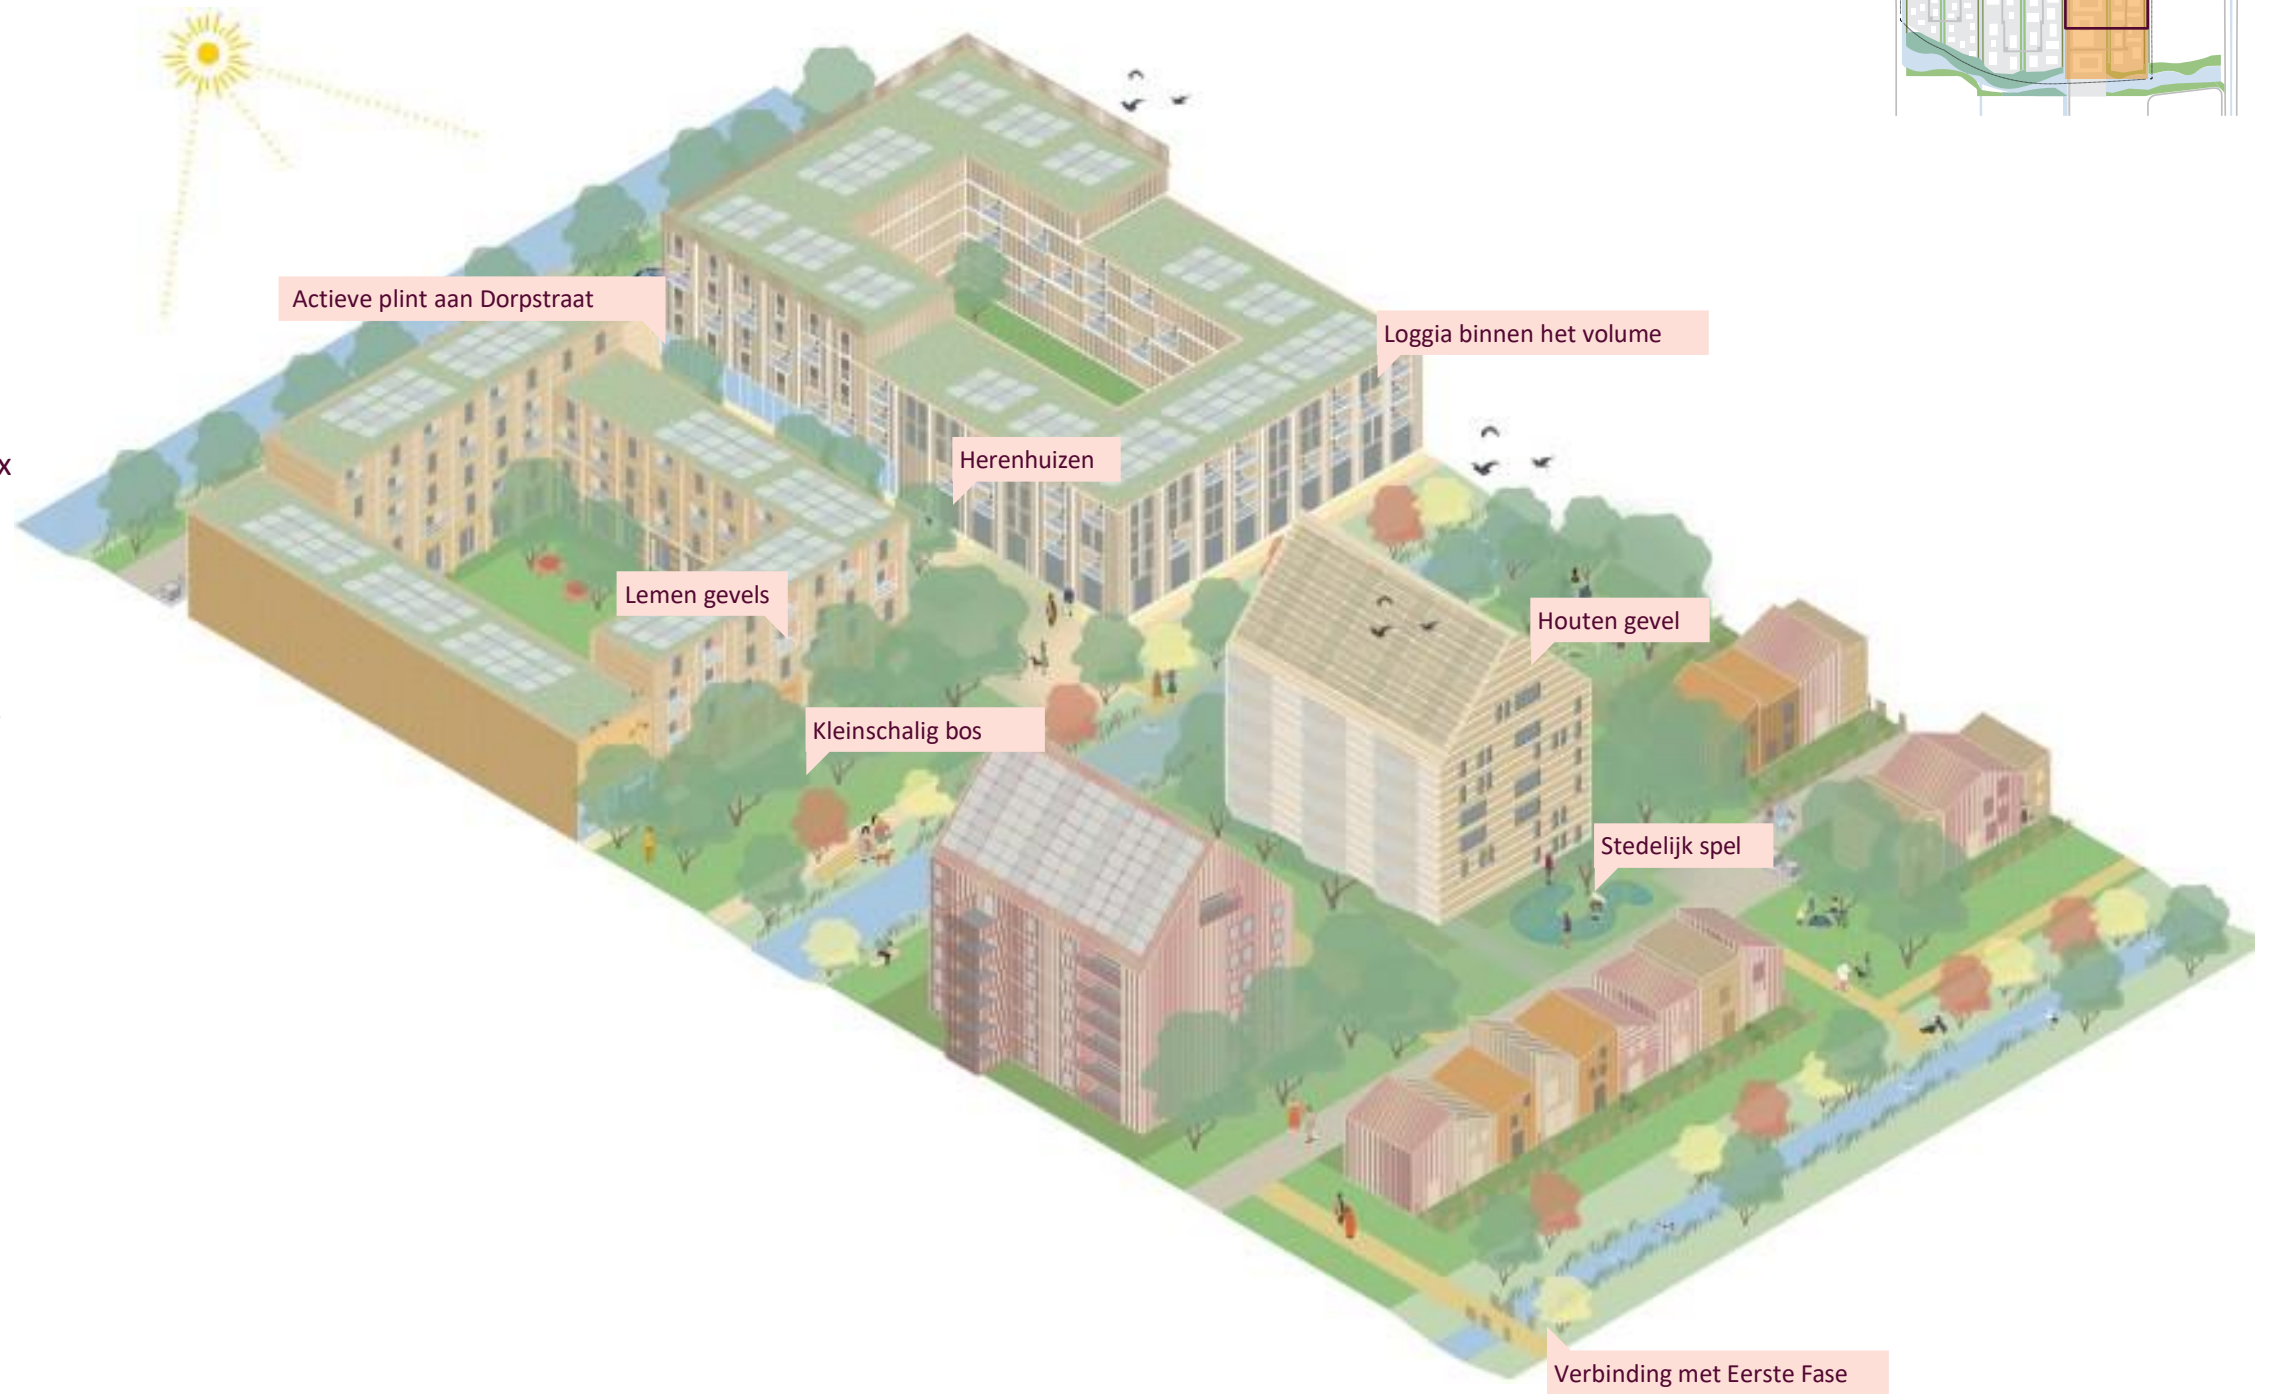 Actieve plint aan Dorpstraat
Loggia binnen het volume
Herenhuizen
x
Lemen gevels
Houten gevel
Kleinschalig bos
Stedelijk spel
Verbinding met Eerste Fase